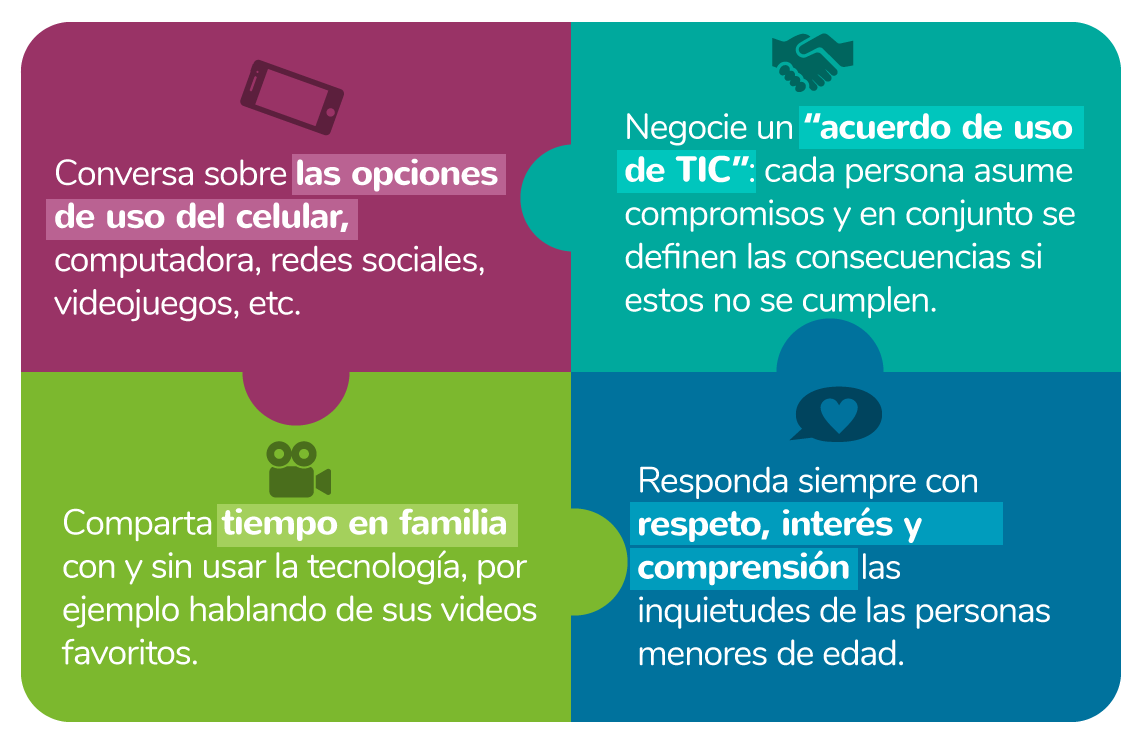 Conversa sobre las opciones
de uso del celular,
computadora, redes sociales,
videojuegos, etc.
Negocie un “acuerdo de uso
de TIC”: cada persona asume
compromisos y en conjunto se
definen las consecuencias si
estos no se cumplen.
Comparta tiempo en familia
con y sin usar la tecnología, por
ejemplo hablando de sus videos
favoritos.
Responda siempre con
respeto, interés y
comprensión las
inquietudes de las personas
menores de edad.